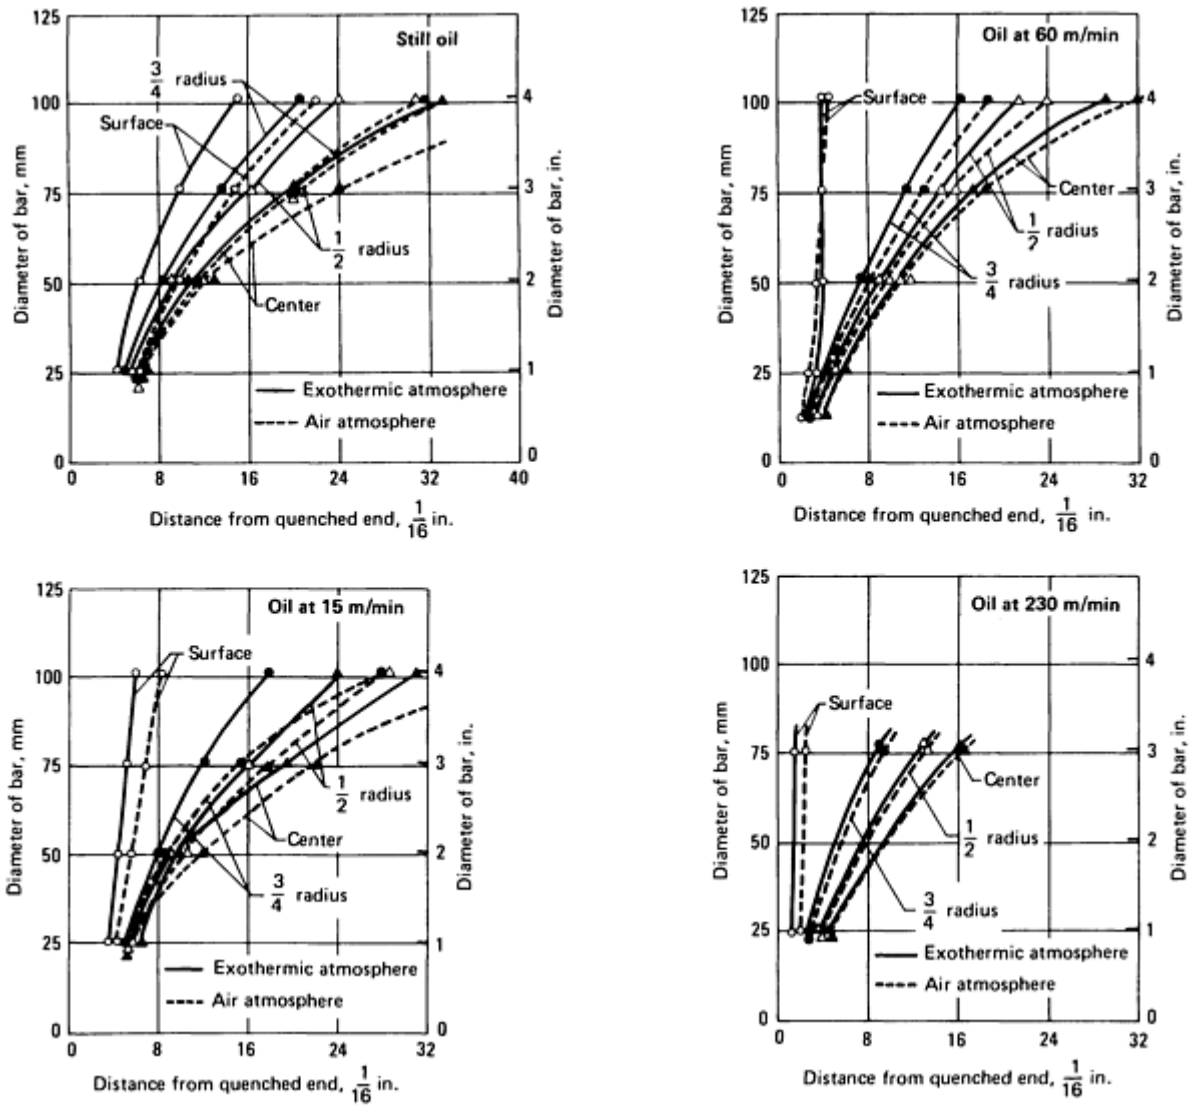 Still oil
125
100
75
50
25
0
Diameter of bar, mm
3/4 radius
Surface
1/2 radius
Center
Exothermic atmosphere
Air atmosphere
4
3
2
1
0
Diameter of bar, in.
0 8 16 24 32 40
Distance from quenched end, 1/16 in.
Oil at 60 m/min
125
100
75
50
25
0
Diameter of bar, mm
Surface
Center
1/2 radius
3/4 radius
Exothermic atmosphere
Air atmosphere
4
3
2
1
0
Diameter of bar, in.
0 8 16 24 32
Distance from quenched end, 1/16 in.
Oil at 15 m/min
125
100
75
50
25
0
Diameter of bar, mm
Surface
1/2 radius
Center
3/4 radius
Exothermic atmosphere
Air atmosphere
4
3
2
1
0
Diameter of bar, in.
0 8 16 24 32
Distance from quenched end, 1/16 in.
Oil at 230 m/min
125
100
75
50
25
0
Diameter of bar, mm
Surface
Center
1/2 radius
3/4 radius
Exothermic atmosphere
Air atmosphere
4
3
2
1
0
Diameter of bar, in.
0 8 16 24 32
Distance from quenched end, 1/16 in.